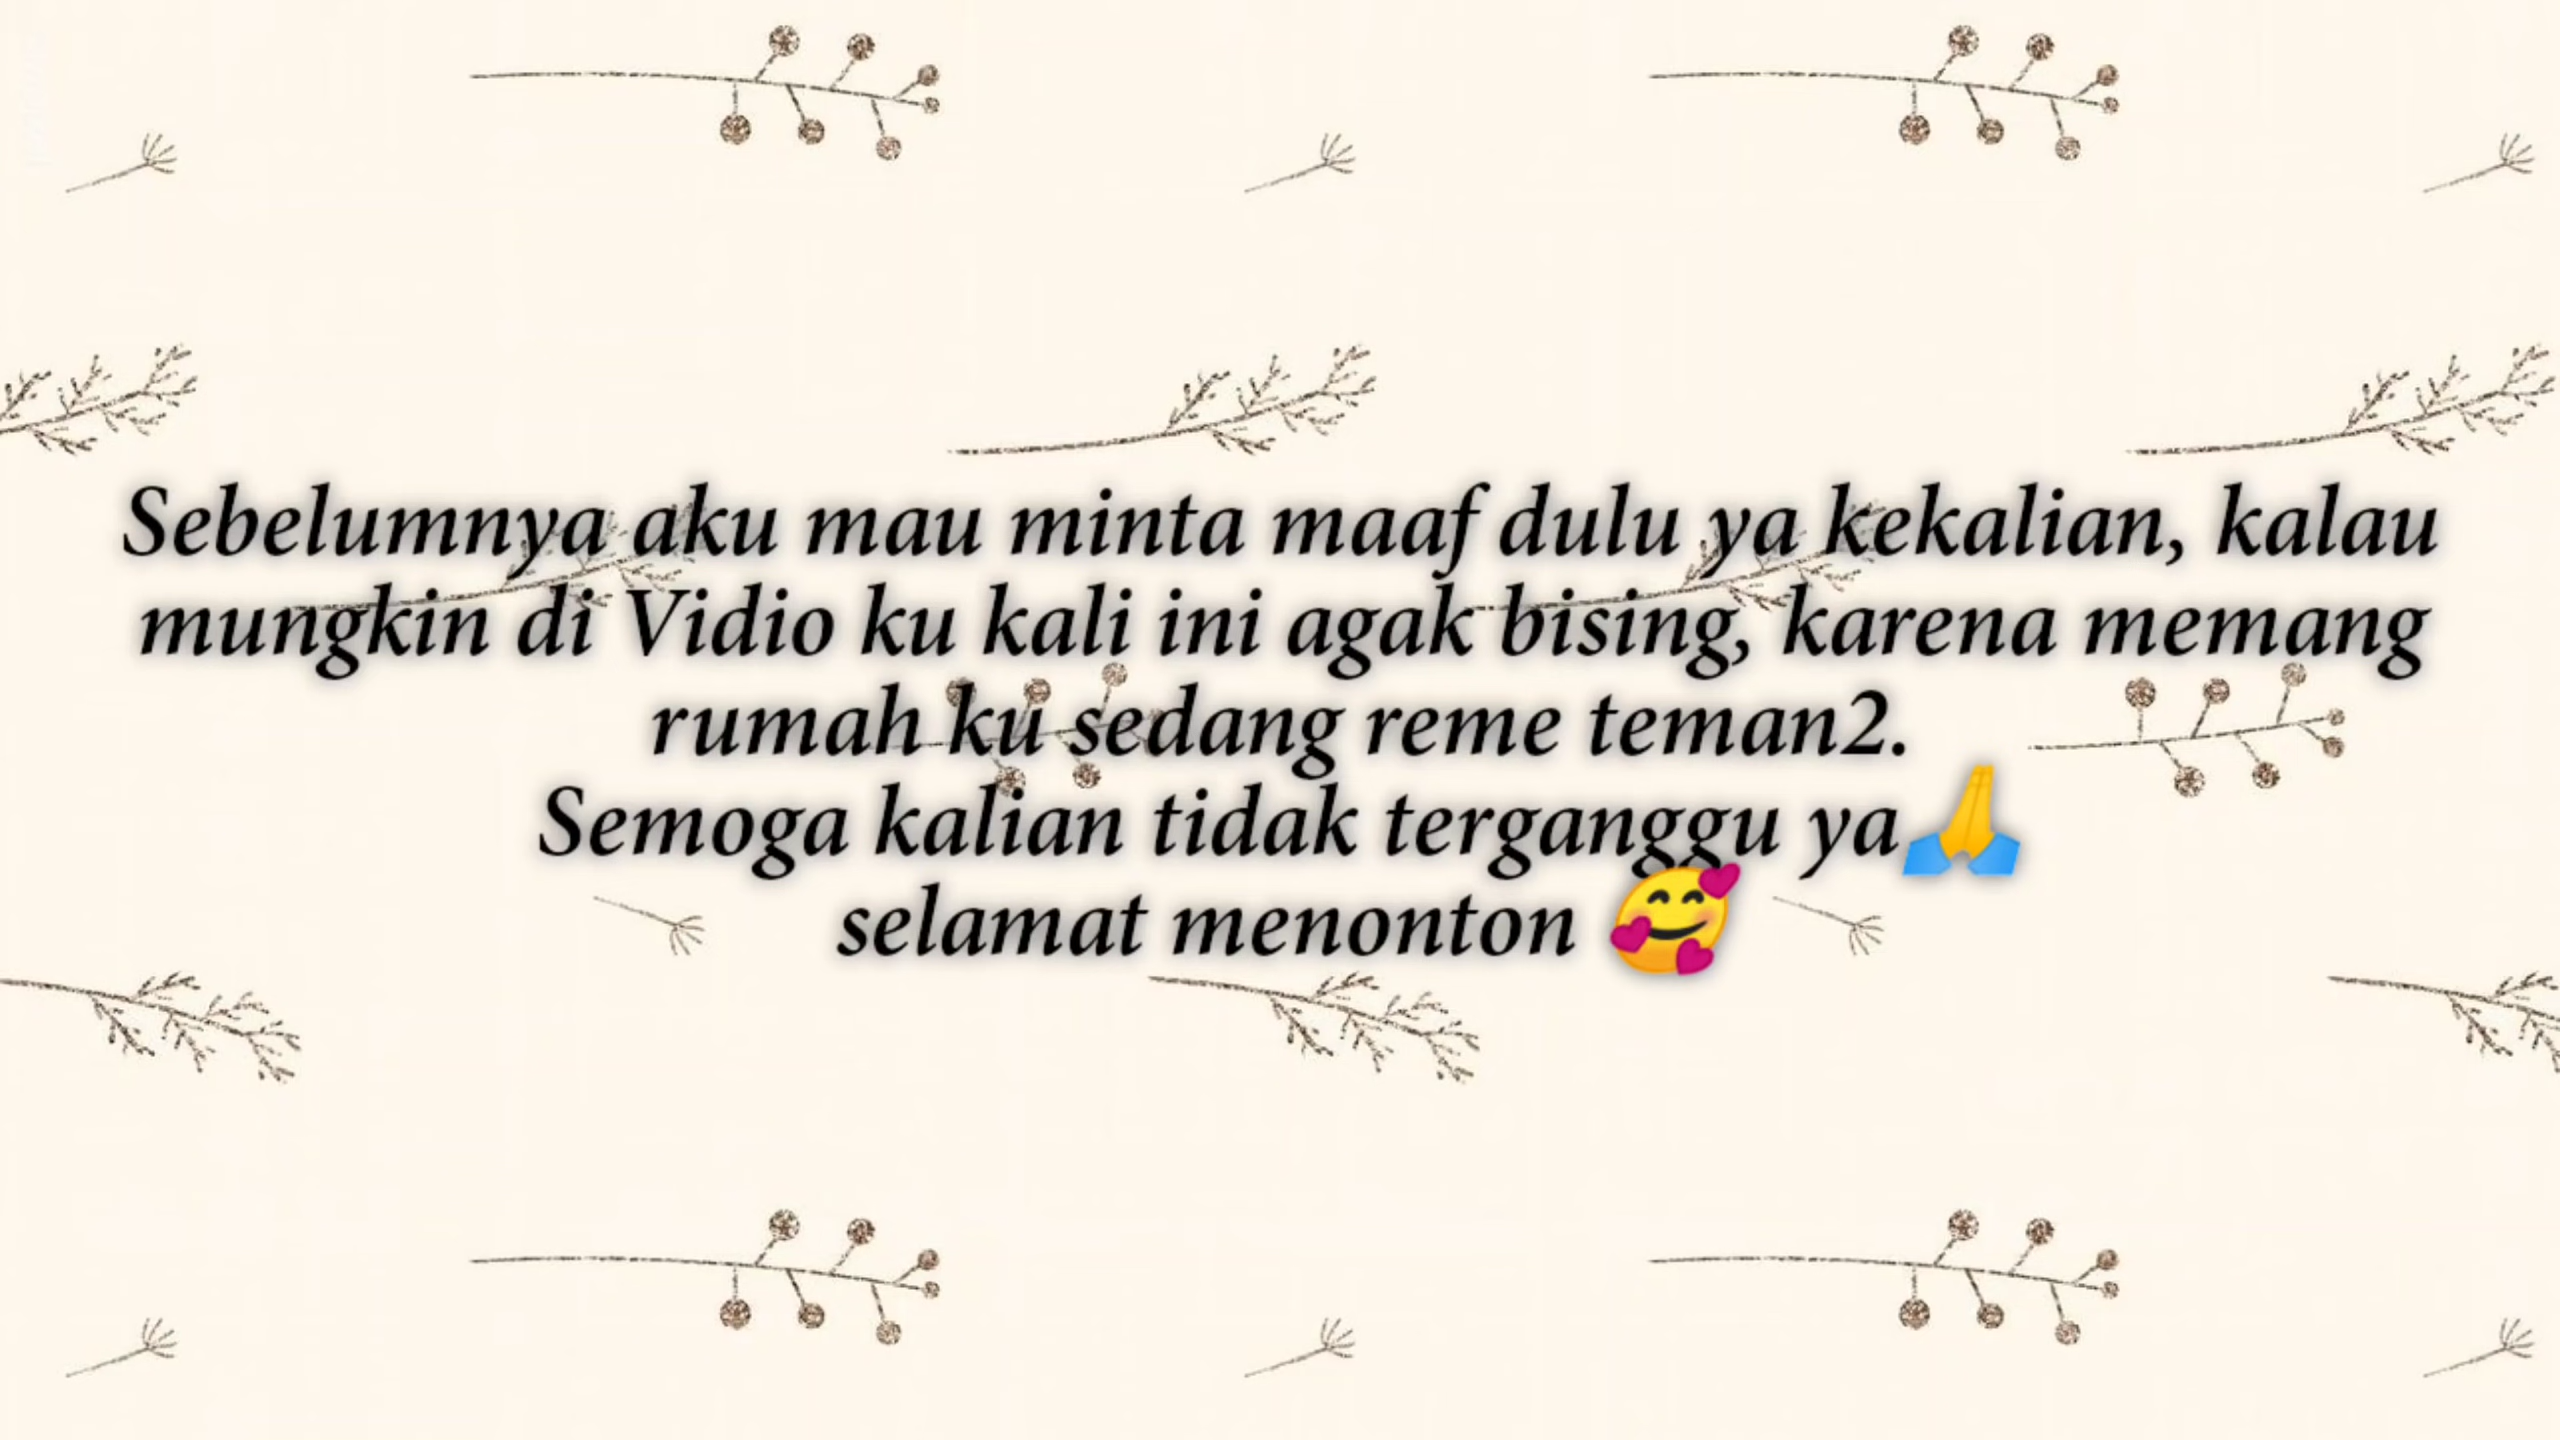 Sebelumnya aku mau minta maaf dulu ya kekalian, kalau
mungkin di Vidio ku kali ini agak bising, karena memang
rumah ku sedang reme teman2.
Semoga kalian tidak terganggu ya🙏
selamat menonton 🥰